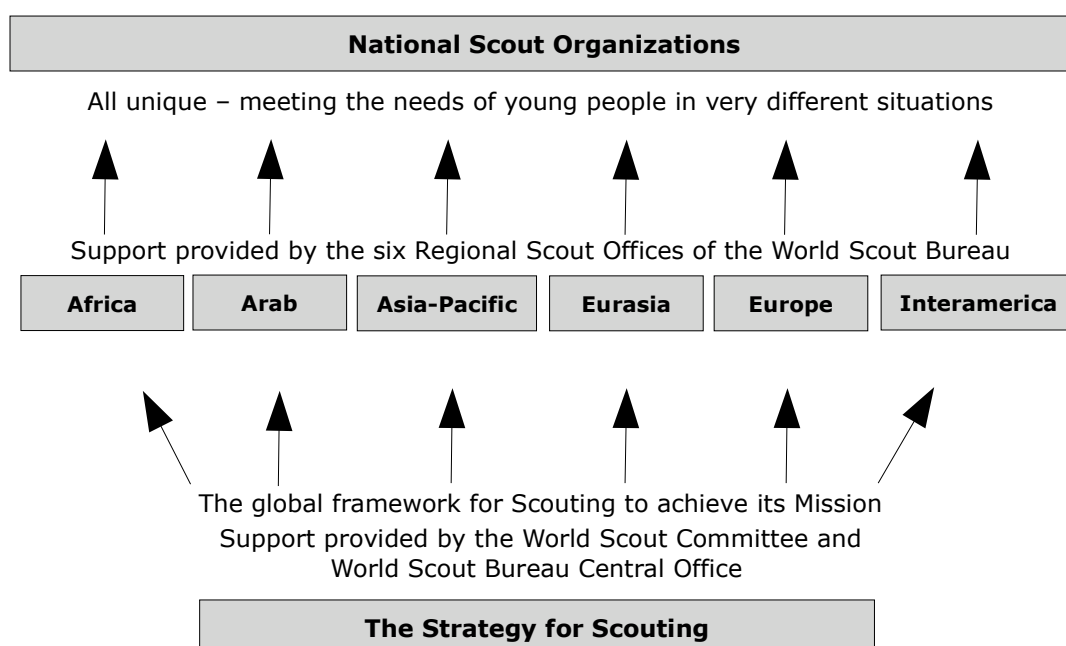 National Scout Organizations
All unique – meeting the needs of young people in very different situations
Support provided by the six Regional Scout Offices of the World Scout Bureau
Africa
Arab
Asia-Pacific
Eurasia
Europe
Interamerica
The global framework for Scouting to achieve its Mission
Support provided by the World Scout Committee and
World Scout Bureau Central Office
The Strategy for Scouting